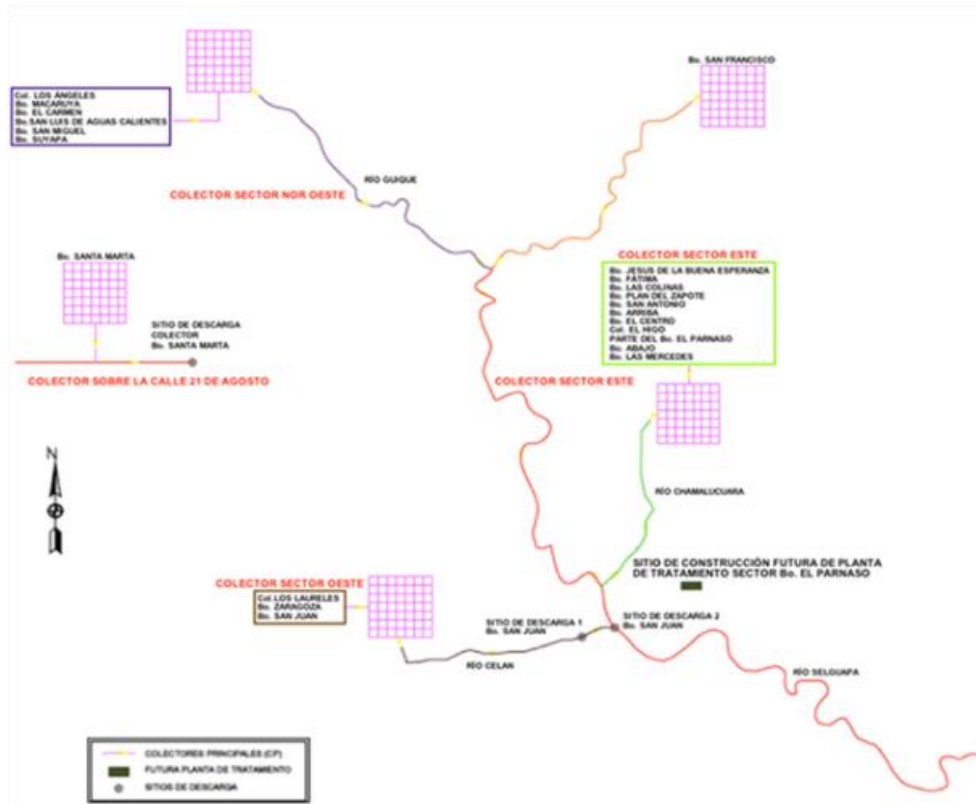 Bo. SAN FRANCISCO
Col. LOS ÁNGELES
Bo. MACARUYA
Bo. EL CARMEN
Bo.SAN LUIS DE AGUAS CALIENTES
Bo. SAN MIGUEL
Bo. SUYAPA
RÍO GUIQUE
COLECTOR SECTOR NOR OESTE
Bo. SANTA MARTA
SITIO DE DESCARGA
COLECTOR
Bo. SANTA MARTA
COLECTOR SOBRE LA CALLE 21 DE AGOSTO
COLECTOR SECTOR ESTE
Bo. JESUS DE LA BUENA ESPERANZA
Bo. FÁTIMA
Bo. LAS COLINAS
Bo. PLAN DEL ZAPOTE
Bo. SAN ANTONIO
Bo. ARRIBA
Bo. EL CENTRO
Col. EL HIGO
PARTE DEL Bo. EL PARNASO
Bo. ABAJO
Bo. LAS MERCEDES
COLECTOR SECTOR ESTE
N
RÍO CHAMALUCUARA
SITIO DE CONSTRUCCIÓN FUTURA DE PLANTA
DE TRATAMIENTO SECTOR Bo. EL PARNASO
COLECTOR SECTOR OESTE
Col.LOS LAURELES
Bo. ZARAGOZA
Bo. SAN JUAN
SITIO DE DESCARGA 1
Bo. SAN JUAN
SITIO DE DESCARGA 2
Bo. SAN JUAN
RÍO CELAN
RÍO SELGUAPA
COLECTORES PRINCIPALES (CP)
FUTURA PLANTA DE TRATAMIENTO
SITIOS DE DESCARGA